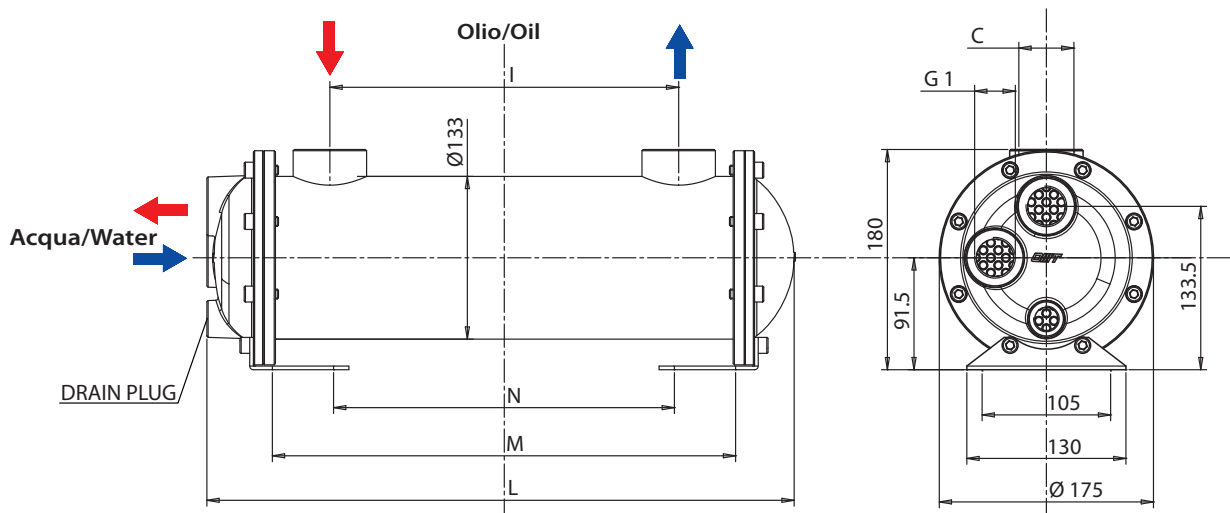 Olio/Oil
I
Ø133
Acqua/Water
DRAIN PLUG
N
M
L
C
G 1
180
91.5
133.5
105
130
Ø 175